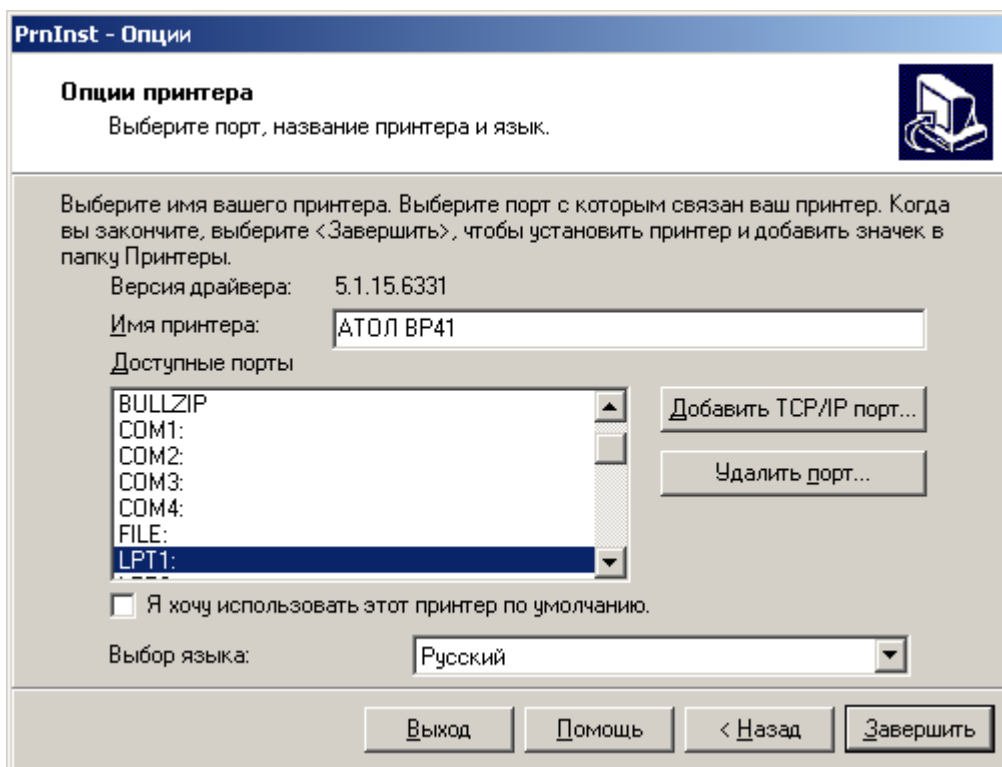 PrnInst - Опции
Опции принтера
Выберите порт, название принтера и язык.
Выберите имя вашего принтера. Выберите порт с которым связан ваш принтер. Когда
вы закончите, выберите <Завершить>, чтобы установить принтер и добавить значек в
папку Принтеры.
Версия драйвера: 5.1.15.6331
Имя принтера: АТОЛ BP41
Доступные порты
BULLZIP
COM1:
COM2:
COM3:
COM4:
FILE:
LPT1:
Добавить TCP/IP порт...
Удалить порт...
Я хочу использовать этот принтер по умолчанию.
Выбор языка: Русский
Выход Помощь < Назад Завершить